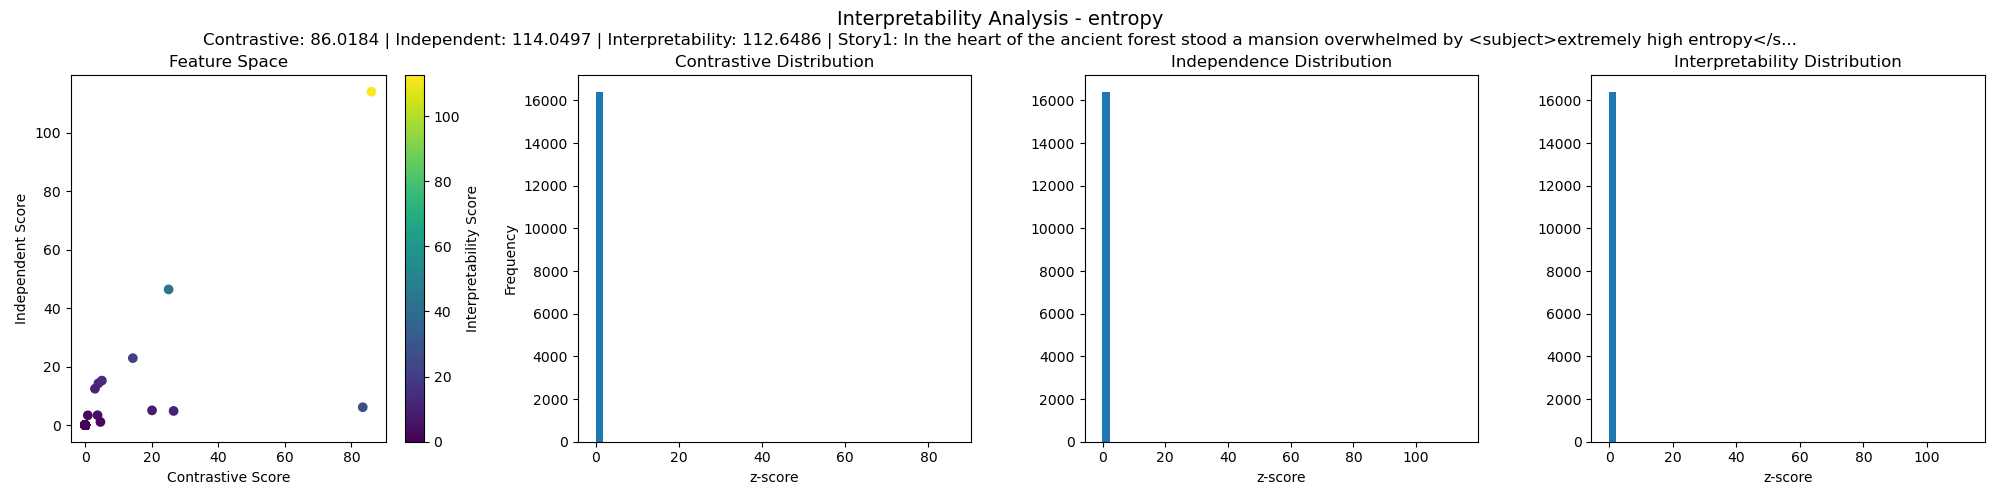 Interpretability Analysis - entropy
Contrastive: 86.0184 | Independent: 114.0497 | Interpretability: 112.6486 | Story1: In the heart of the ancient forest stood a mansion overwhelmed by <subject>extremely high entropy</s...
Feature Space
Independent Score
100
80
60
40
20
0
0 20 40 60 80
Contrastive Score
100
80
60
40
20
0
Interpretability Score
Contrastive Distribution
Frequency
16000
14000
12000
10000
8000
6000
4000
2000
0
0 20 40 60 80
z-score
Independence Distribution
16000
14000
12000
10000
8000
6000
4000
2000
0
0 20 40 60 80 100
z-score
Interpretability Distribution
16000
14000
12000
10000
8000
6000
4000
2000
0
0 20 40 60 80 100
z-score